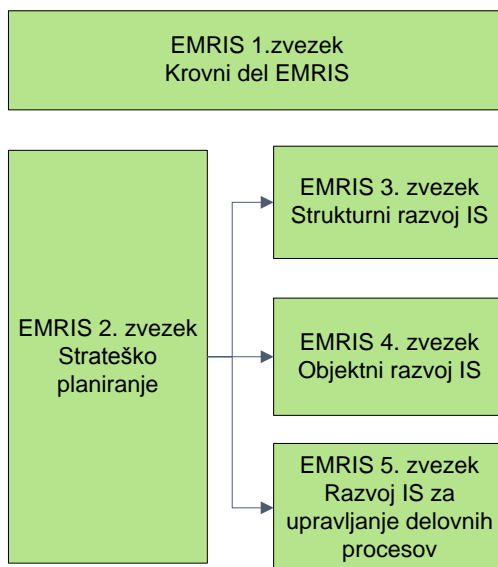 EMRIS 1.zvezek
Krovni del EMRIS
EMRIS 2. zvezek
Strateško
planiranje
EMRIS 3. zvezek
Strukturni razvoj IS
EMRIS 4. zvezek
Objektni razvoj IS
EMRIS 5. zvezek
Razvoj IS za
upravljanje delovnih
procesov